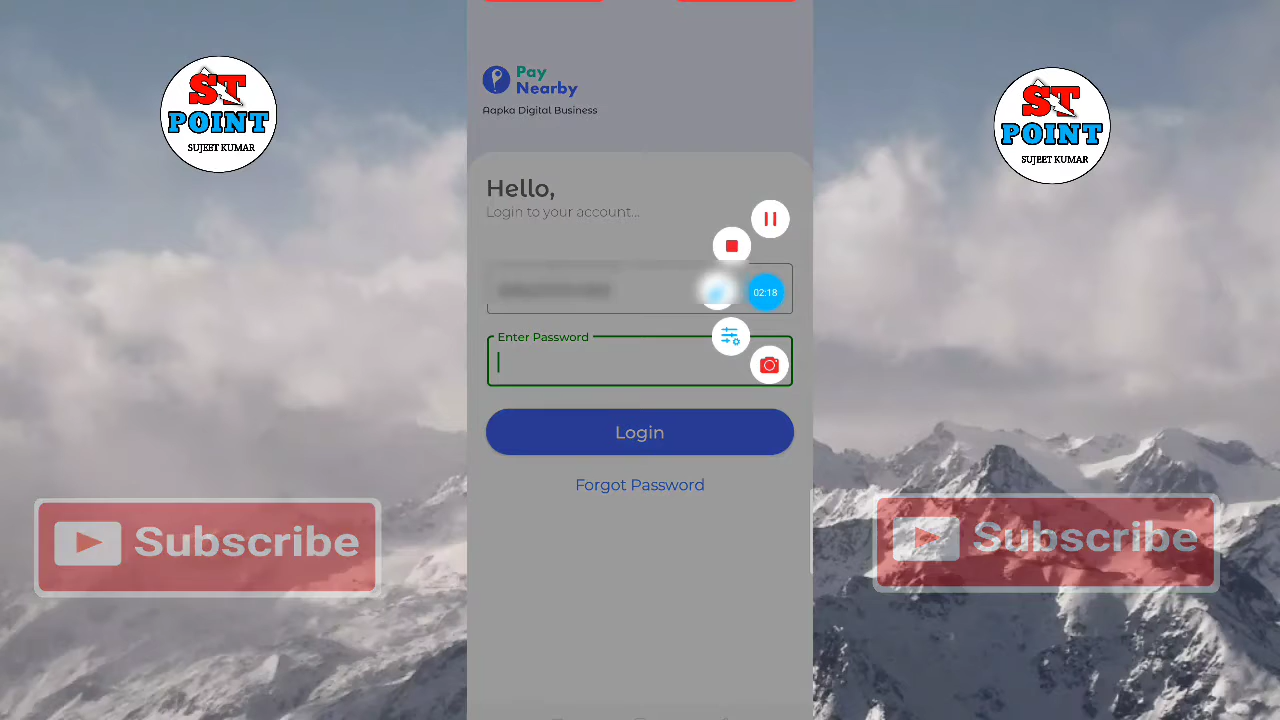 ST
POINT
SUJEET KUMAR
Subscribe
Pay
Nearby
Aapka Digital Business
Hello,
Login to your account...
02:18
Enter Password
Login
Forgot Password
ST
POINT
SUJEET KUMAR
Subscribe